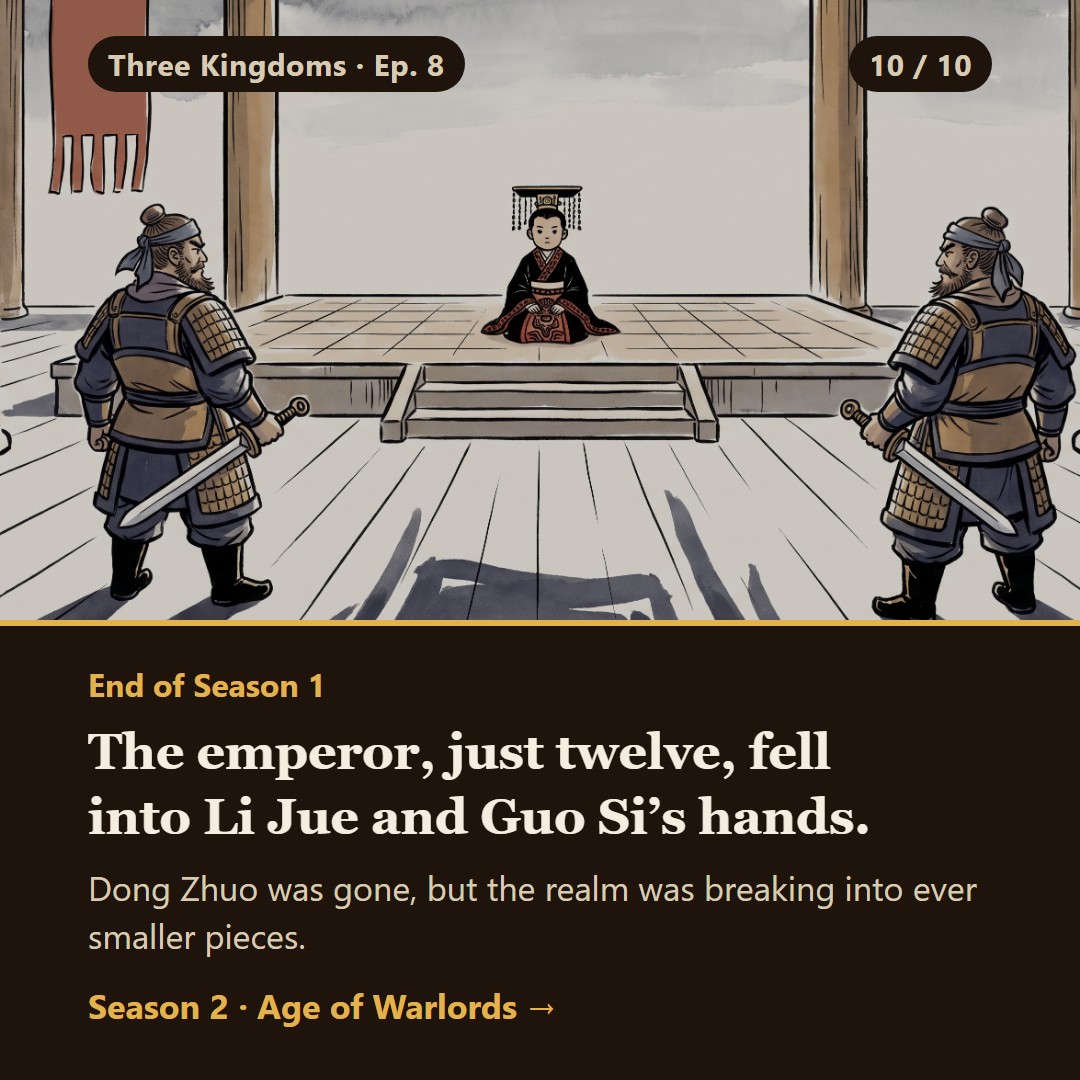 Three Kingdoms · Ep. 8
10 / 10
End of Season 1
The emperor, just twelve, fell
into Li Jue and Guo Si’s hands.
Dong Zhuo was gone, but the realm was breaking into ever
smaller pieces.
Season 2 · Age of Warlords →